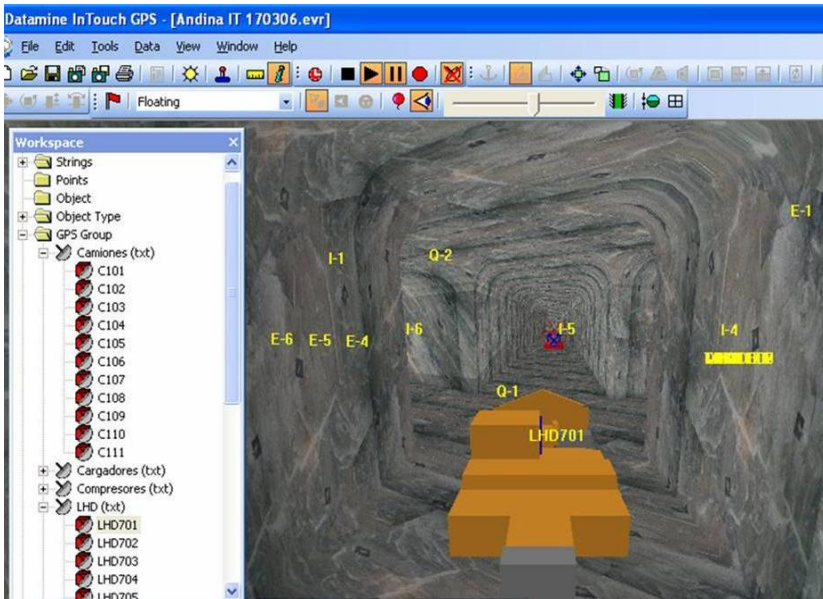 Datamine InTouch GPS - [Andina IT 170306.evr]
File Edit Tools Data View Window Help
Floating
Workspace
Strings
Points
Object
Object Type
GPS Group
Camiones (txt)
C101
C102
C103
C104
C105
C106
C107
C108
C109
C110
C111
Cargadores (txt)
Compresores (txt)
LHD (txt)
LHD701
LHD702
LHD703
LHD704
LHD705
E-1
I-1
Q-2
E-6 E-5 E-4
I-6
I-5
I-4
Q-1
LHD701